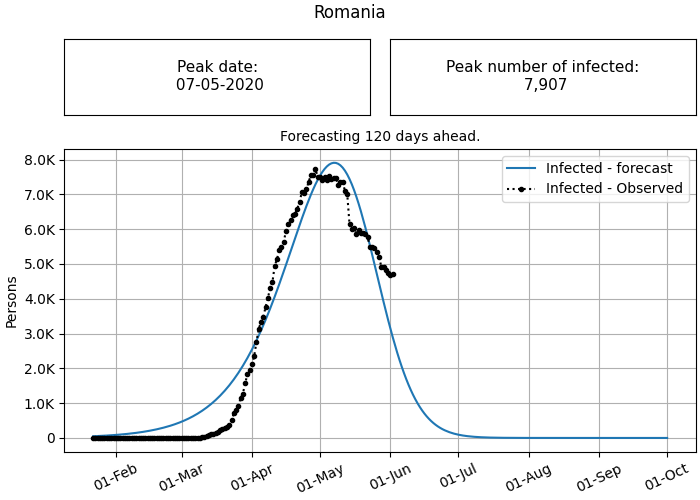 Romania
Peak date:
07-05-2020
Peak number of infected:
7,907
Forecasting 120 days ahead.
Infected - forecast
Infected - Observed
Persons
8.0K
7.0K
6.0K
5.0K
4.0K
3.0K
2.0K
1.0K
0
01-Feb
01-Mar
01-Apr
01-May
01-Jun
01-Jul
01-Aug
01-Sep
01-Oct